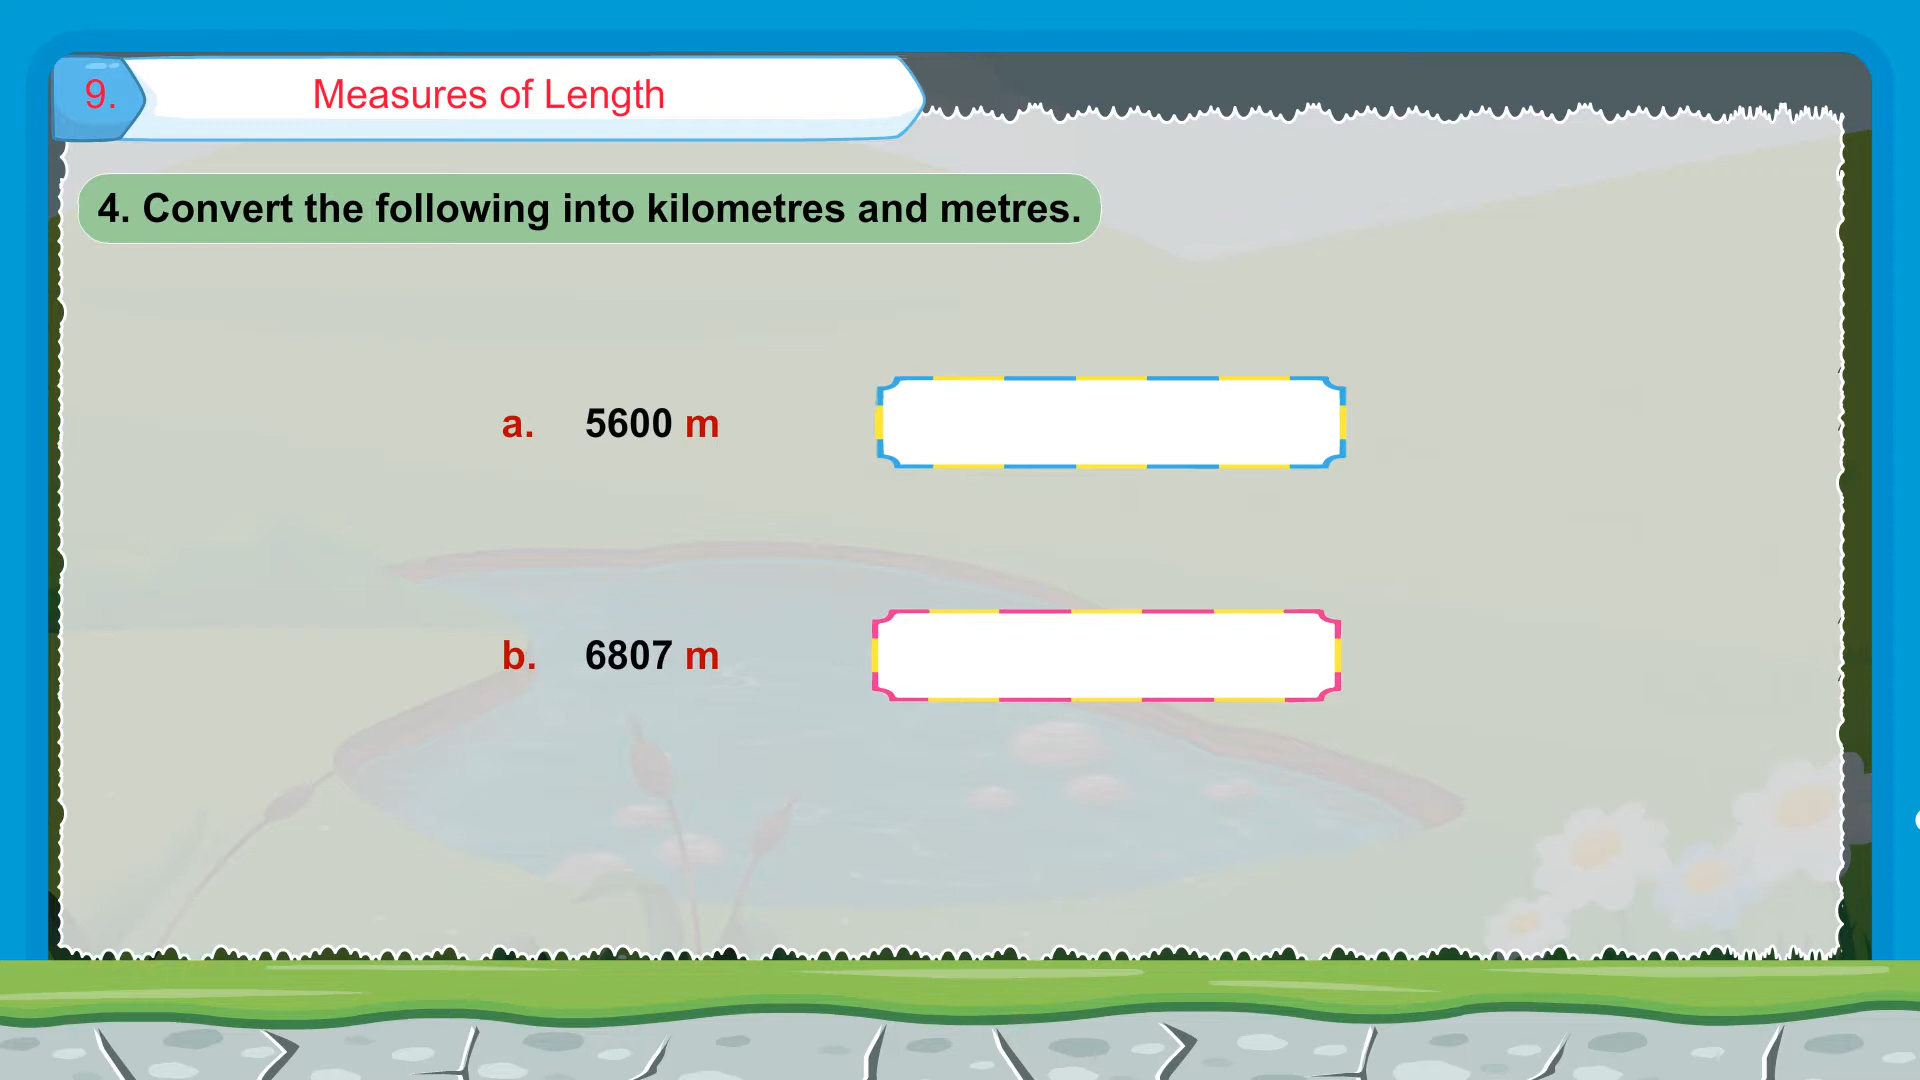 9. Measures of Length
4. Convert the following into kilometres and metres.
a. 5600 m
b. 6807 m